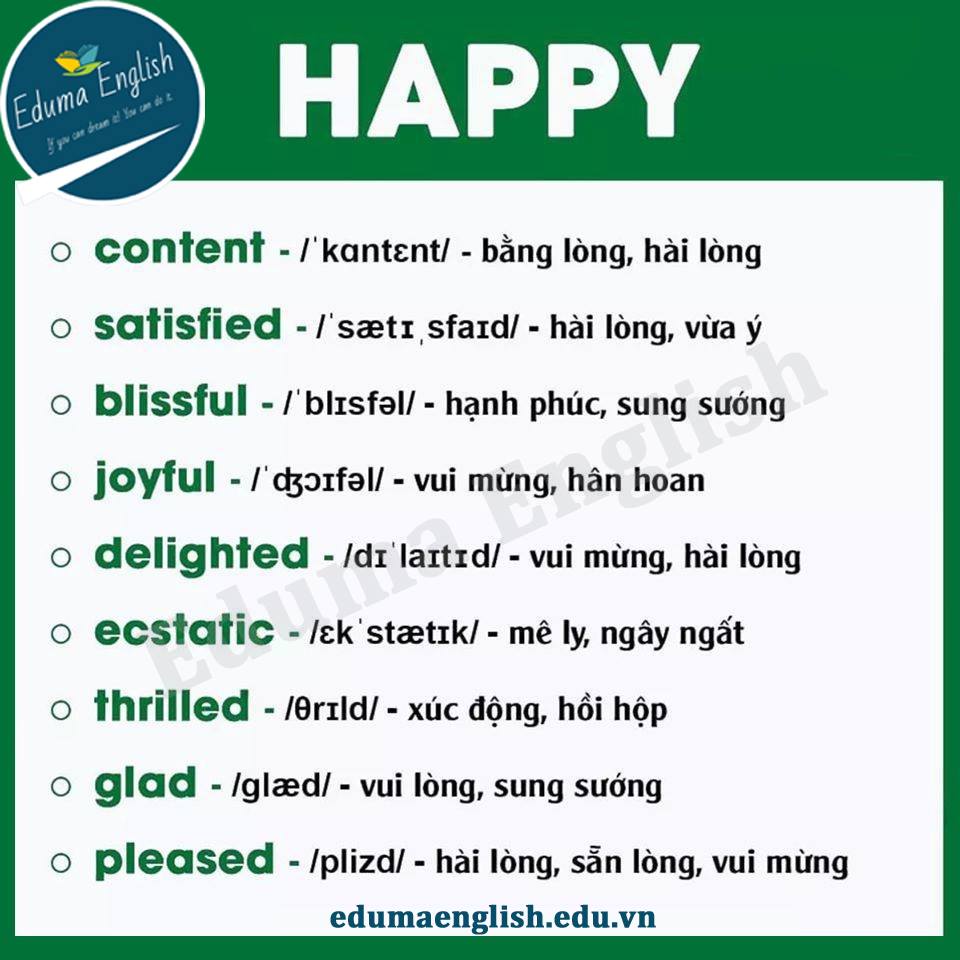 Eduma English
If you can dream it! You can do it.
HAPPY
content - /ˈkɑntɛnt/ - bằng lòng, hài lòng
satisfied - /ˈsætɪˌsfaɪd/ - hài lòng, vừa ý
blissful - /ˈblɪsfəl/ - hạnh phúc, sung sướng
joyful - /ˈʤɔɪfəl/ - vui mừng, hân hoan
delighted - /dɪˈlaɪtɪd/ - vui mừng, hài lòng
ecstatic - /ɛkˈstætɪk/ - mê ly, ngây ngất
thrilled - /θrɪld/ - xúc động, hồi hộp
glad - /glæd/ - vui lòng, sung sướng
pleased - /plizd/ - hài lòng, sẵn lòng, vui mừng
Eduma English
edumaenglish.edu.vn